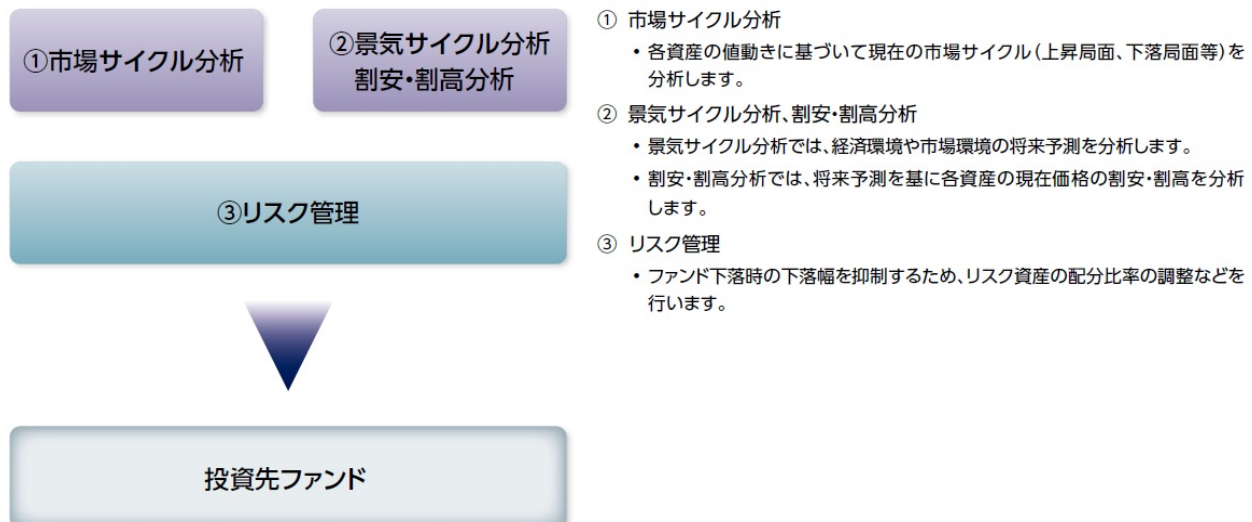 ①市場サイクル分析
②景気サイクル分析
割安・割高分析
③リスク管理
投資先ファンド
① 市場サイクル分析
• 各資産の値動きに基づいて現在の市場サイクル(上昇局面、下落局面等)を
分析します。
② 景気サイクル分析、割安・割高分析
• 景気サイクル分析では、経済環境や市場環境の将来予測を分析します。
• 割安・割高分析では、将来予測を基に各資産の現在価格の割安・割高を分析
します。
③ リスク管理
• ファンド下落時の下落幅を抑制するため、リスク資産の配分比率の調整などを
行います。